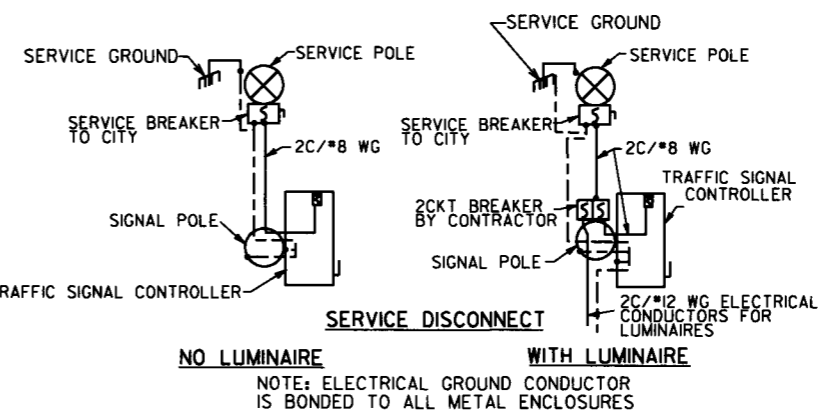 SERVICE GROUND
SERVICE POLE
SERVICE BREAKER
TO CITY
2C/#8 WG
SIGNAL POLE
RAFFIC SIGNAL CONTROLLER
NO LUMINAIRE
SERVICE GROUND
SERVICE POLE
SERVICE BREAKER
TO CITY
2C/#8 WG
TRAFFIC SIGNAL
CONTROLLER
2CKT BREAKER
BY CONTRACTOR
SIGNAL POLE
2C/#12 WG ELECTRICAL
CONDUCTORS FOR
LUMINAIRES
SERVICE DISCONNECT
WITH LUMINAIRE
NOTE: ELECTRICAL GROUND CONDUCTOR
IS BONDED TO ALL METAL ENCLOSURES